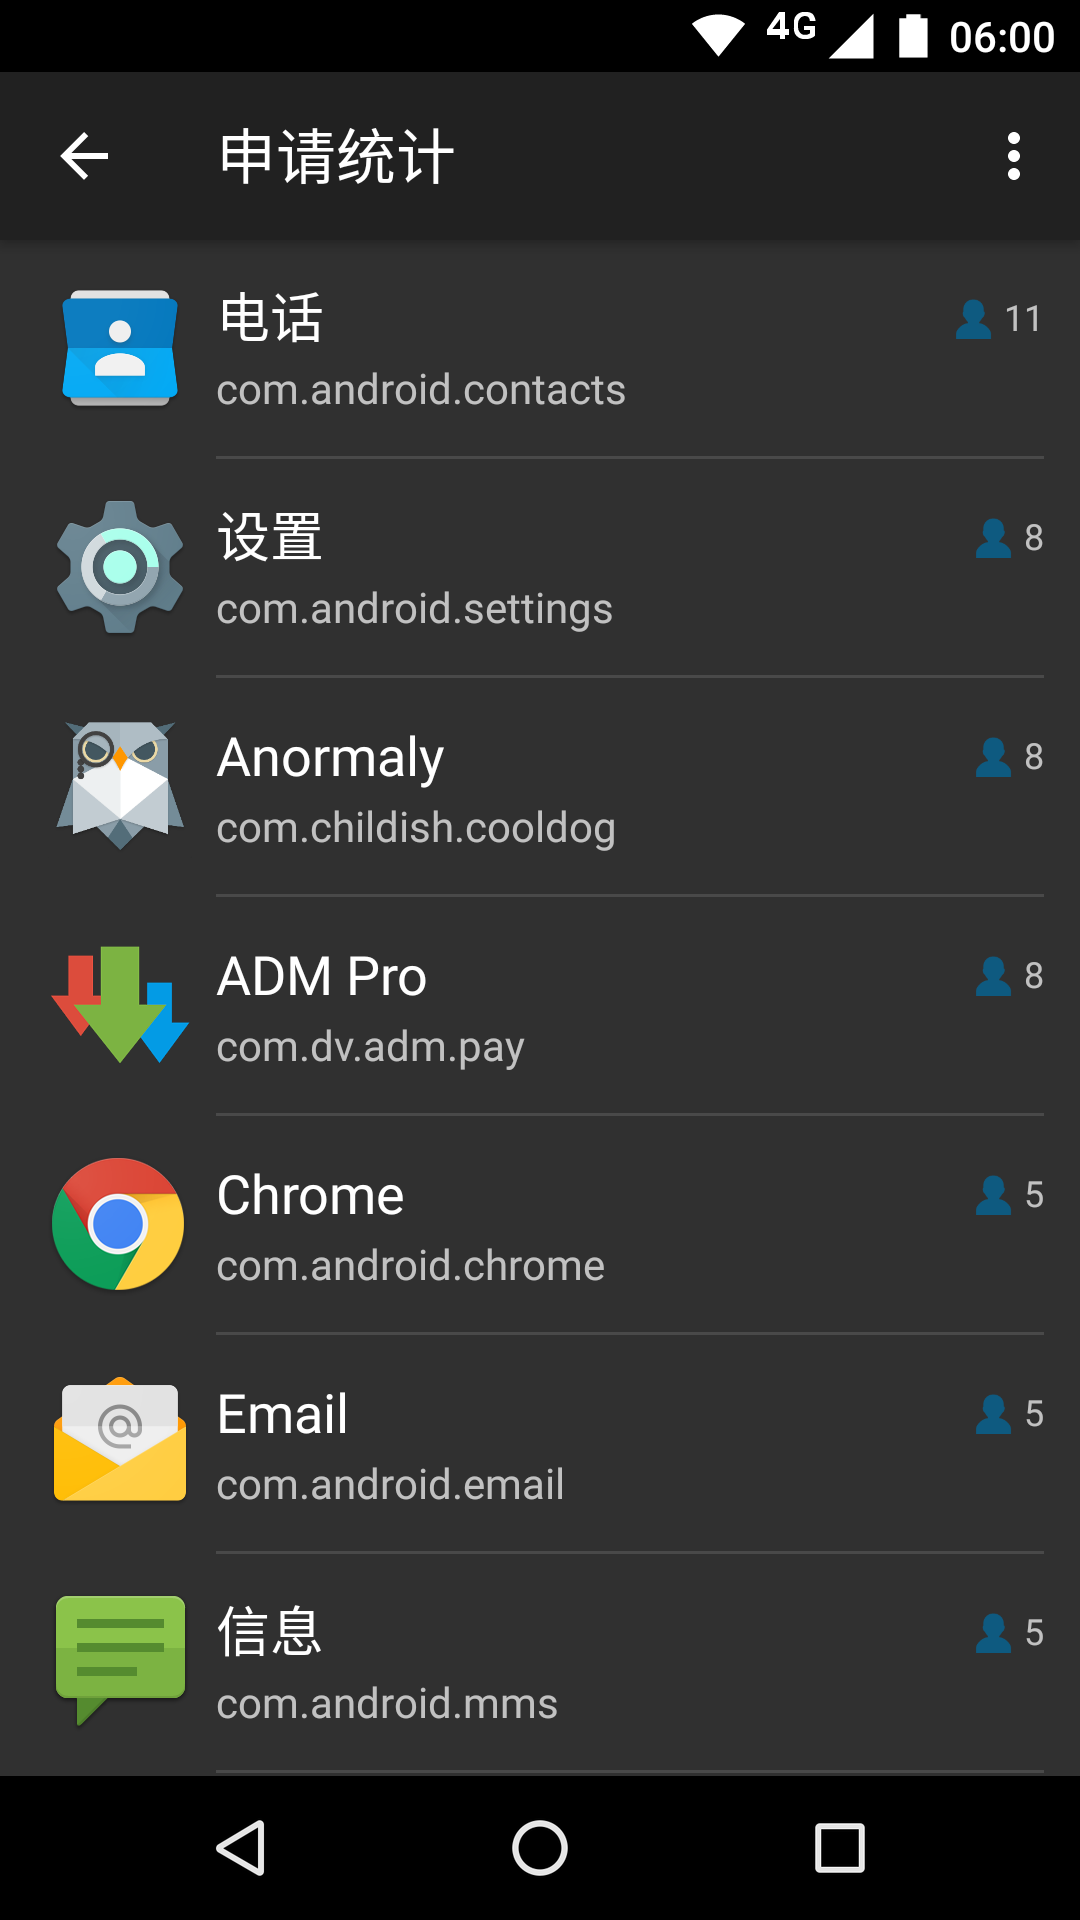 4G 06:00
申请统计
电话 11
com.android.contacts
设置 8
com.android.settings
Anormaly 8
com.childish.cooldog
ADM Pro 8
com.dv.adm.pay
Chrome 5
com.android.chrome
Email 5
com.android.email
信息 5
com.android.mms